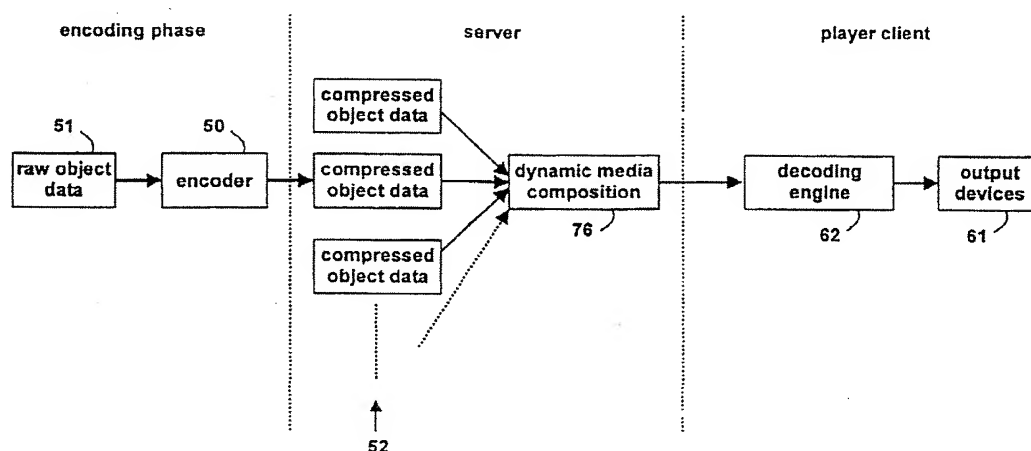 encoding phase
server
player client
compressed
object data
51
50
raw object
data
encoder
compressed
object data
dynamic media
composition
decoding
engine
output
devices
76
62
61
compressed
object data
52